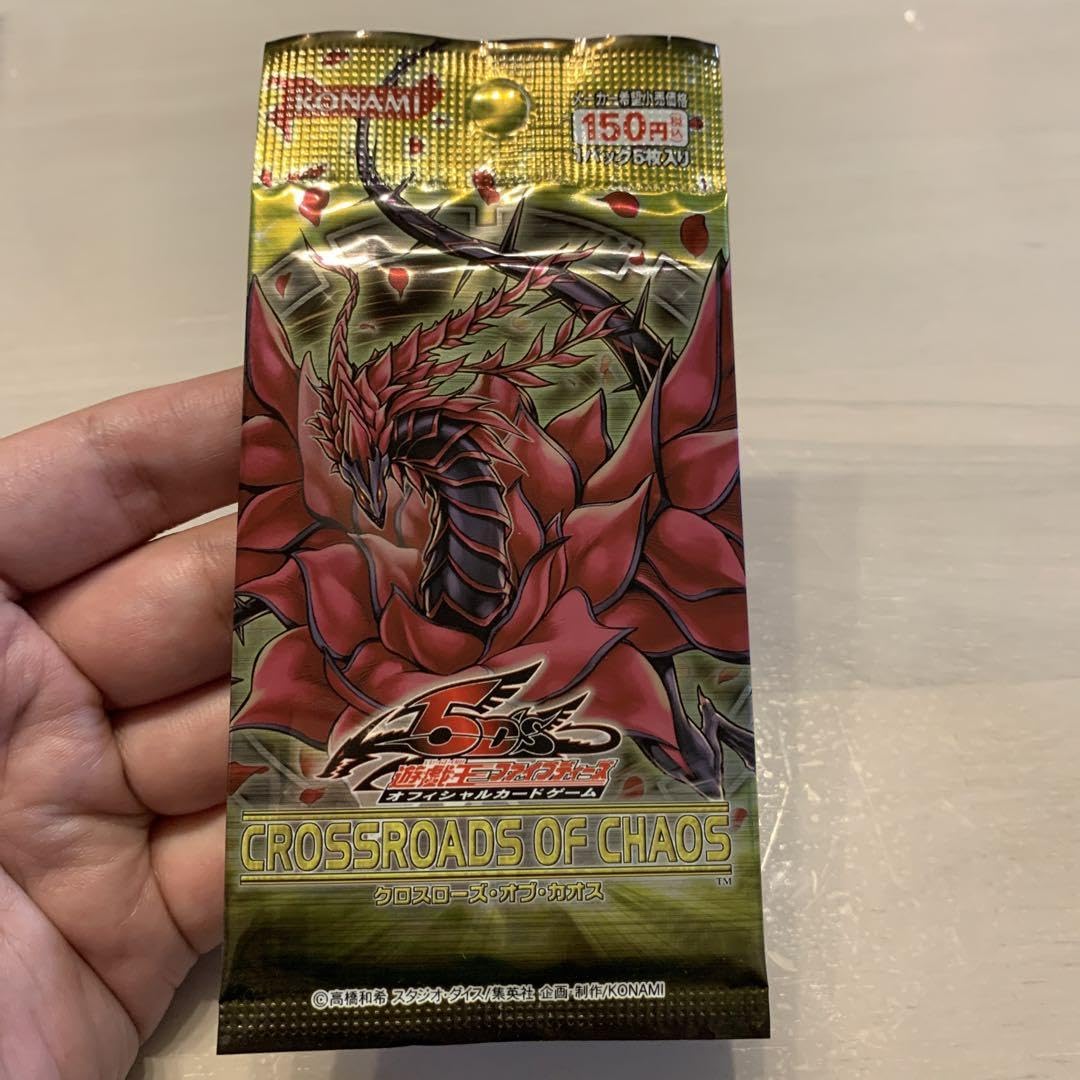 KONAMI
メーカー希望小売価格
150円税込
1パック5枚入り
5D's
遊戯王ファイブディーズ
オフィシャルカードゲーム
CROSSROADS OF CHAOS
TM
クロスローズ・オブ・カオス
©高橋和希 スタジオ・ダイス/集英社 企画・制作/KONAMI